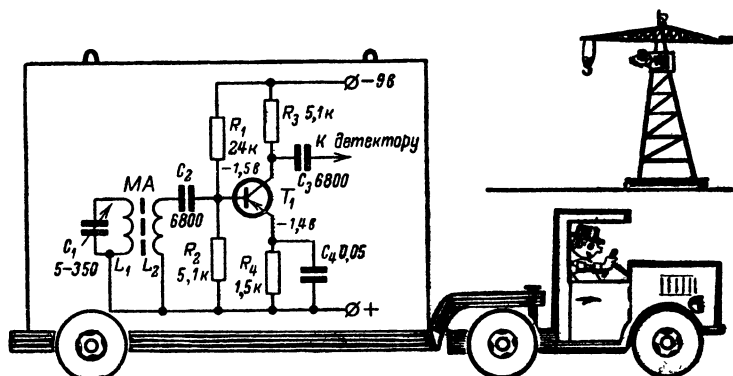 ∅ −9в
R₃ 5,1к
R₁
24к
К детектору
−1,5в
C₃ 6800
C₂
6800
МА
T₁
−1,4в
C₁
5-350
L₁
L₂
R₂
5,1к
R₄
1,5к
C₄ 0,05
∅ +